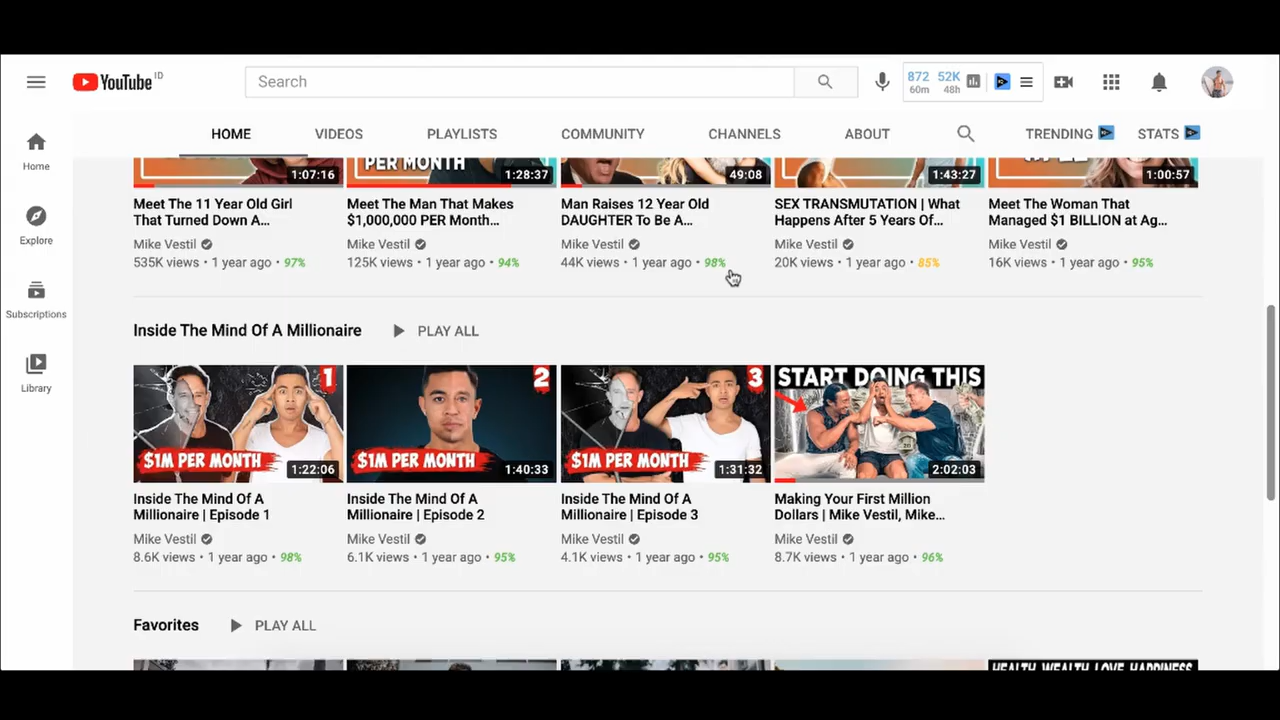 YouTube ID
Search
872 52K
60m 48h
HOME VIDEOS PLAYLISTS COMMUNITY CHANNELS ABOUT TRENDING STATS
Home
Explore
Subscriptions
Library
PER MONTH
1:07:16 1:28:37 49:08 1:43:27 1:00:57
Meet The 11 Year Old Girl
That Turned Down A...
Mike Vestil
535K views • 1 year ago • 97%
Meet The Man That Makes
$1,000,000 PER Month...
Mike Vestil
125K views • 1 year ago • 94%
Man Raises 12 Year Old
DAUGHTER To Be A...
Mike Vestil
44K views • 1 year ago • 98%
SEX TRANSMUTATION | What
Happens After 5 Years Of...
Mike Vestil
20K views • 1 year ago • 85%
Meet The Woman That
Managed $1 BILLION at Ag...
Mike Vestil
16K views • 1 year ago • 95%
Inside The Mind Of A Millionaire PLAY ALL
1
$1M PER MONTH
1:22:06
Inside The Mind Of A
Millionaire | Episode 1
Mike Vestil
8.6K views • 1 year ago • 98%
2
$1M PER MONTH
1:40:33
Inside The Mind Of A
Millionaire | Episode 2
Mike Vestil
6.1K views • 1 year ago • 95%
3
$1M PER MONTH
1:31:32
Inside The Mind Of A
Millionaire | Episode 3
Mike Vestil
4.1K views • 1 year ago • 95%
START DOING THIS
2:02:03
Making Your First Million
Dollars | Mike Vestil, Mike...
Mike Vestil
8.7K views • 1 year ago • 96%
Favorites PLAY ALL
HEALTH WEALTH LOVE HAPPINESS